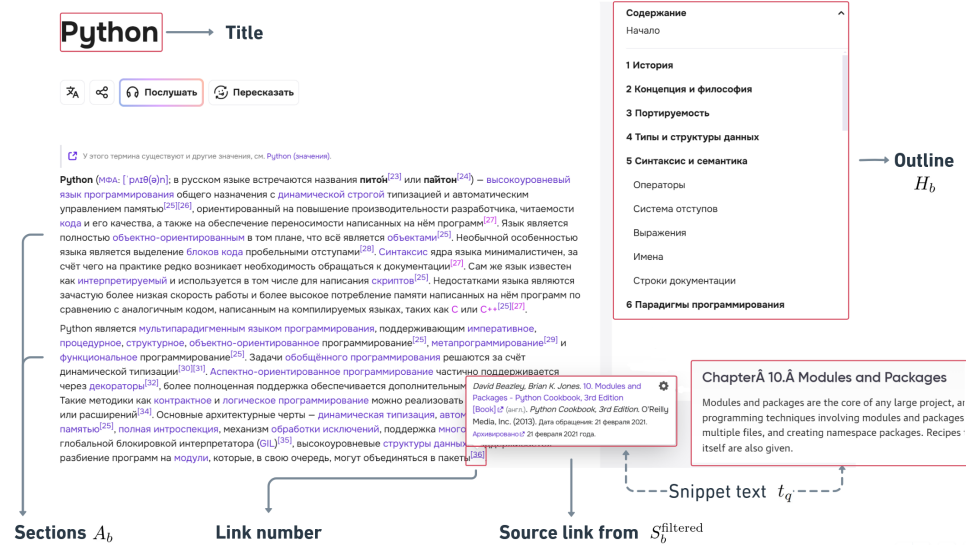 Python
Title
Послушать
Пересказать
У этого термина существуют и другие значения, см. Python (значения).
Python (МФА: [ˈpʌɪθ(ə)n]; в русском языке встречаются названия пито́н[23] или па́йтон[24]) — высокоуровневый
язык программирования общего назначения с динамической строгой типизацией и автоматическим
управлением памятью[25][26], ориентированный на повышение производительности разработчика, читаемости
кода и его качества, а также на обеспечение переносимости написанных на нём программ[27]. Язык является
полностью объектно-ориентированным в том плане, что всё является объектами[25]. Необычной особенностью
языка является выделение блоков кода пробельными отступами[28]. Синтаксис ядра языка минималистичен, за
счёт чего на практике редко возникает необходимость обращаться к документации[27]. Сам же язык известен
как интерпретируемый и используется в том числе для написания скриптов[25]. Недостатками языка являются
зачастую более низкая скорость работы и более высокое потребление памяти написанных на нём программ по
сравнению с аналогичным кодом, написанным на компилируемых языках, таких как C или C++[25][27].
Python является мультипарадигменным языком программирования, поддерживающим императивное,
процедурное, структурное, объектно-ориентированное программирование[25], метапрограммирование[29] и
функциональное программирование[25]. Задачи обобщённого программирования решаются за счёт
динамической типизации[30][31]. Аспектно-ориентированное программирование частично поддерживается
через декораторы[32], более полноценная поддержка обеспечивается дополнительным
Такие методики как контрактное и логическое программирование можно реализовать
или расширений[34]. Основные архитектурные черты — динамическая типизация, автом
памятью[25], полная интроспекция, механизм обработки исключений, поддержка много
глобальной блокировкой интерпретатора (GIL)[35], высокоуровневые структуры данных
разбиение программ на модули, которые, в свою очередь, могут объединяться в пакеты[36]
David Beazley, Brian K. Jones. 10. Modules and
Packages - Python Cookbook, 3rd Edition
[Book] (англ.). Python Cookbook, 3rd Edition. O'Reilly
Media, Inc. (2013). Дата обращения: 21 февраля 2021.
Архивировано 21 февраля 2021 года.
Содержание
Начало
1 История
2 Концепция и философия
3 Портируемость
4 Типы и структуры данных
5 Синтаксис и семантика
Операторы
Система отступов
Выражения
Имена
Строки документации
6 Парадигмы программирования
Outline
H_b
ChapterÂ 10.Â Modules and Packages
Modules and packages are the core of any large project, an
programming techniques involving modules and packages
multiple files, and creating namespace packages. Recipes
itself are also given.
Snippet text t_q
Sections A_b
Link number
Source link from S_b^filtered